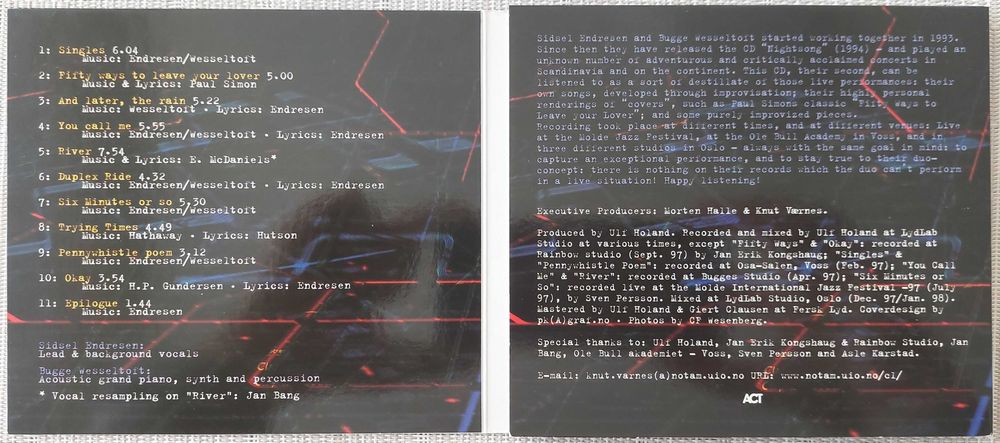 1: Singles 6.04
Music: Endresen/Wesseltoft
2: Fifty ways to leave your lover 5.00
Music & Lyrics: Paul Simon
3: And later, the rain 5.22
Music: Wesseltoft · Lyrics: Endresen
4: You call me 5.55
Music: Endresen/Wesseltoft · Lyrics: Endresen
5: River 7.54
Music & Lyrics: E. McDaniels*
6: Duplex Ride 4.32
Music: Endresen/Wesseltoft · Lyrics: Endresen
7: Six Minutes or so 5,30
Music: Endresen/Wesseltoft
8: Trying Times 4.49
Music: Hathaway · Lyrics: Hutson
9: Pennywhistle poem 3,12
Music: Endresen/Wesseltoft
10: Okay 3.54
Music: H.P. Gundersen · Lyrics: Endresen
11: Epilogue 1.44
Music: Endresen
Sidsel Endresen:
Lead & background vocals
Bugge Wesseltoft:
Acoustic grand piano, synth and percussion
* Vocal resampling on "River": Jan Bang
Sidsel Endresen and Bugge Wesseltoft started working together in 1993.
Since then they have released the CD "Nightsong" (1994) - and played an
unknown number of adventurous and critically acclaimed concerts in
Scandinavia and on the continent. This CD, their second, can be
listened to as a sort of destillate of those live performances: their
own songs, developed through improvisation; their highly personal
renderings of "covers", such as Paul Simons classic "Fifty Ways to
Leave your Lover"; and some purely improvized pieces.
Recording took place at different times, and at different venues: Live
at the Molde Jazz Festival, at the Ole Bull Academy in Voss, and in
three different studios in Oslo - always with the same goal in mind: to
capture an exceptional performance, and to stay true to their duo-
concept: there is nothing on their records which the duo can't perform
in a live situation! Happy listening!
Executive Producers: Morten Halle & Knut Værnes.
Produced by Ulf Holand. Recorded and mixed by Ulf Holand at LydLab
Studio at various times, except "Fifty Ways" & "Okay": recorded at
Rainbow studio (Sept. 97) by Jan Erik Kongshaug; "Singles" &
"Pennywhistle Poem": recorded at Osa-Salen, Voss (Feb. 97); "You Call
Me" & "River": recorded at Bugges Studio (Apr. 97); "Six Minutes or
So": recorded live at the Molde International Jazz Festival -97 (July
97), by Sven Persson. Mixed at LydLab Studio, Oslo (Dec. 97/Jan. 98).
Mastered by Ulf Holand & Giert Clausen at Fersk Lyd. Coverdesign by
pk(A)graf.no · Photos by CF Wesenberg.
Special thanks to: Ulf Holand, Jan Erik Kongshaug & Rainbow Studio, Jan
Bang, Ole Bull akademiet - Voss, Sven Persson and Asle Karstad.
E-mail: knut.varnes(a)notam.uio.no URL: www.notam.uio.no/cl/
ACT